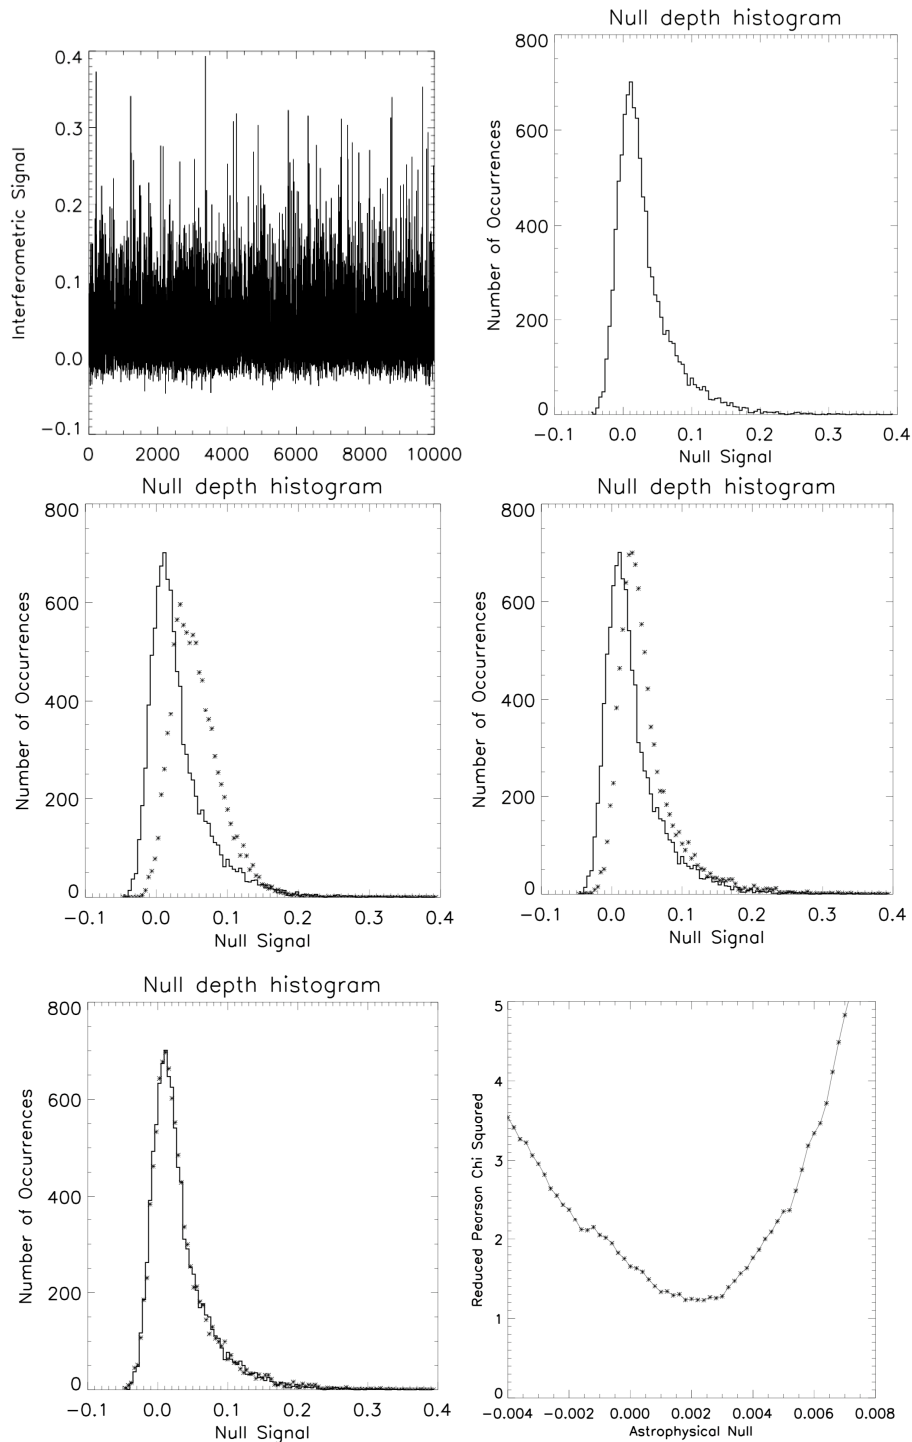 Interferometric Signal
0.4
0.3
0.2
0.1
0.0
−0.1
0 2000 4000 6000 8000 10000
Null depth histogram
Number of Occurrences
800
600
400
200
0
−0.1 0.0 0.1 0.2 0.3 0.4
Null Signal
Null depth histogram
Number of Occurrences
800
600
400
200
0
−0.1 0.0 0.1 0.2 0.3 0.4
Null Signal
Null depth histogram
Number of Occurrences
800
600
400
200
0
−0.1 0.0 0.1 0.2 0.3 0.4
Null Signal
Null depth histogram
Number of Occurrences
800
600
400
200
0
−0.1 0.0 0.1 0.2 0.3 0.4
Null Signal
Reduced Pearson Chi Squared
5
4
3
2
1
0
−0.004 −0.002 0.000 0.002 0.004 0.006 0.008
Astrophysical Null